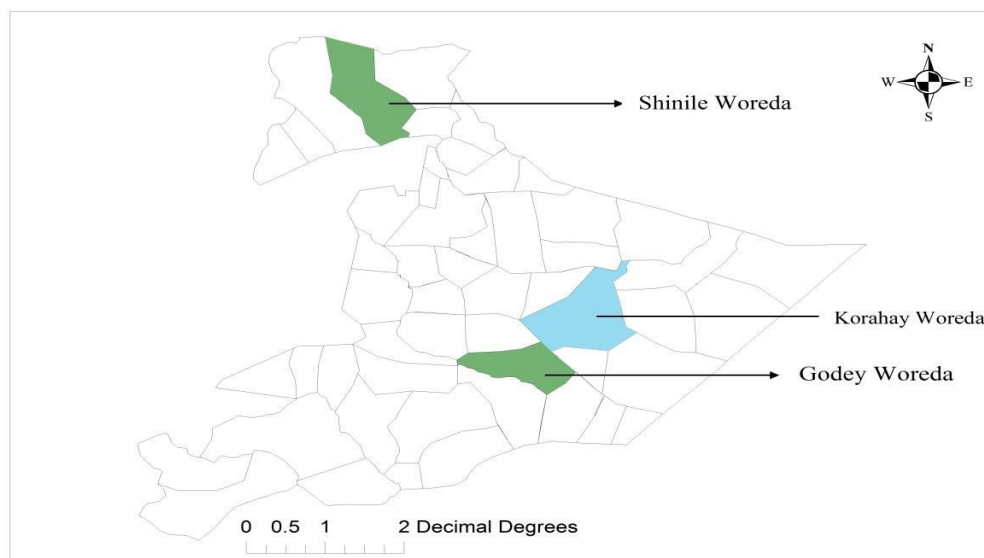 N
W E
S
Shinile Woreda
Korahay Woreda
Godey Woreda
0 0.5 1 2 Decimal Degrees